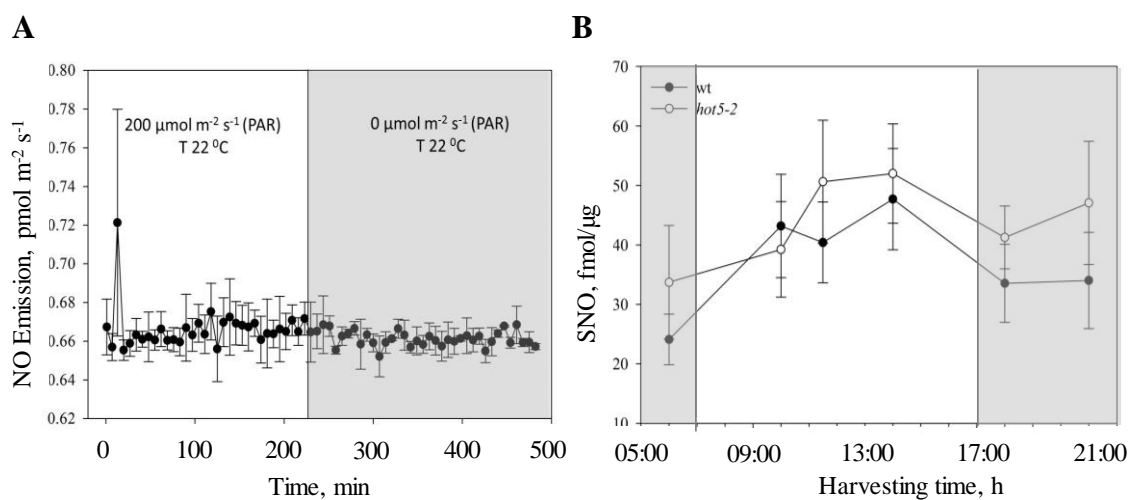 A
B
0.80
0.78
0.76
0.74
0.72
0.70
0.68
0.66
0.64
0.62
NO Emission, pmol m⁻² s⁻¹
200 μmol m⁻² s⁻¹ (PAR)
T 22 ⁰C
0 μmol m⁻² s⁻¹ (PAR)
T 22 ⁰C
0 100 200 300 400 500
Time, min
70
60
50
40
30
20
10
SNO, fmol/μg
wt
hot5-2
05:00 09:00 13:00 17:00 21:00
Harvesting time, h